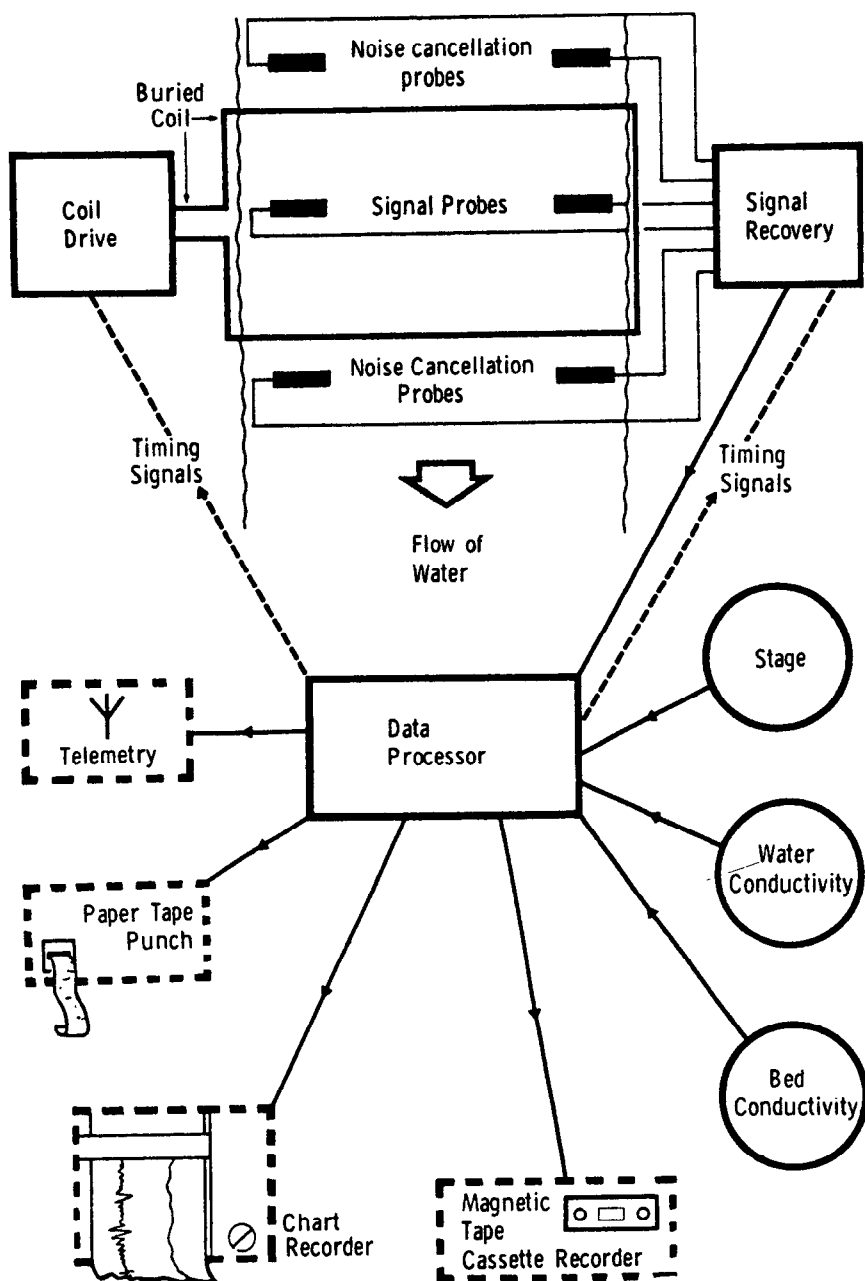 Noise cancellation
probes
Buried
Coil
Coil
Drive
Signal Probes
Signal
Recovery
Noise Cancellation
Probes
Timing
Signals
Timing
Signals
Flow of
Water
Stage
Telemetry
Data
Processor
Water
Conductivity
Paper Tape
Punch
Bed
Conductivity
Chart
Recorder
Magnetic
Tape
Cassette Recorder